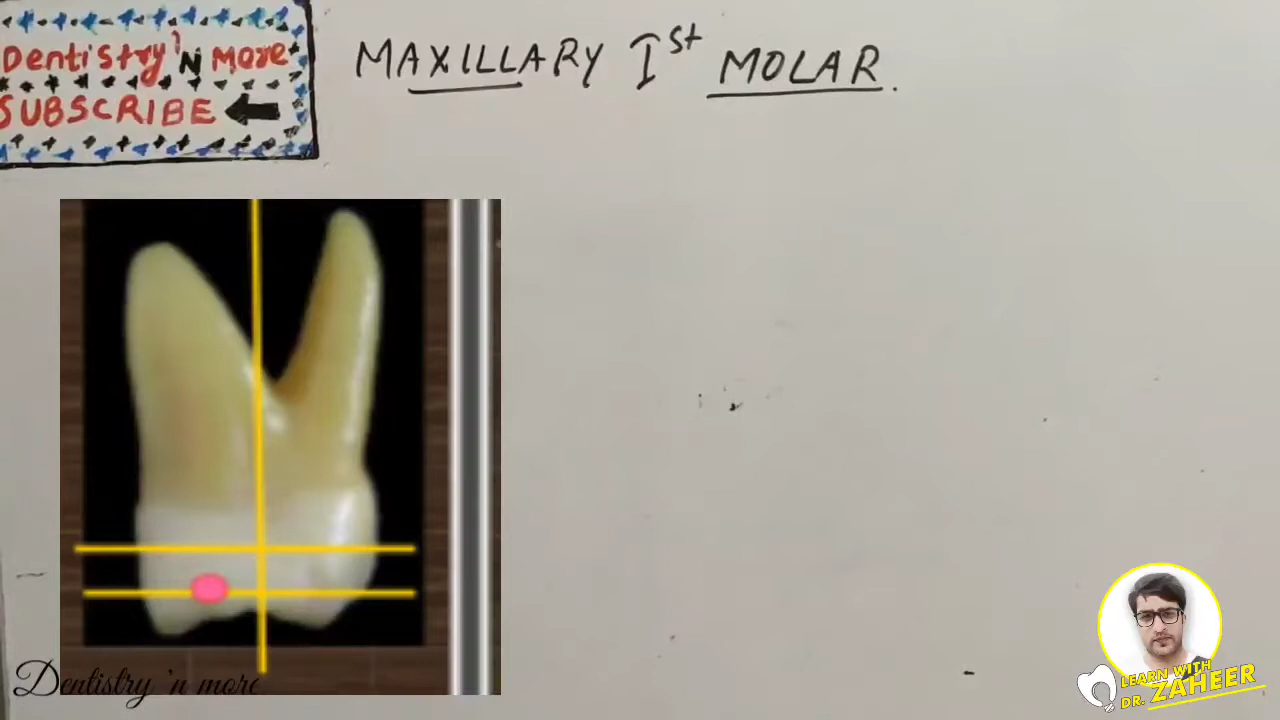 Dentistry'N More
SUBSCRIBE
MAXILLARY Ist MOLAR.
Dentistry 'n more
LEARN WITH
DR. ZAHEER